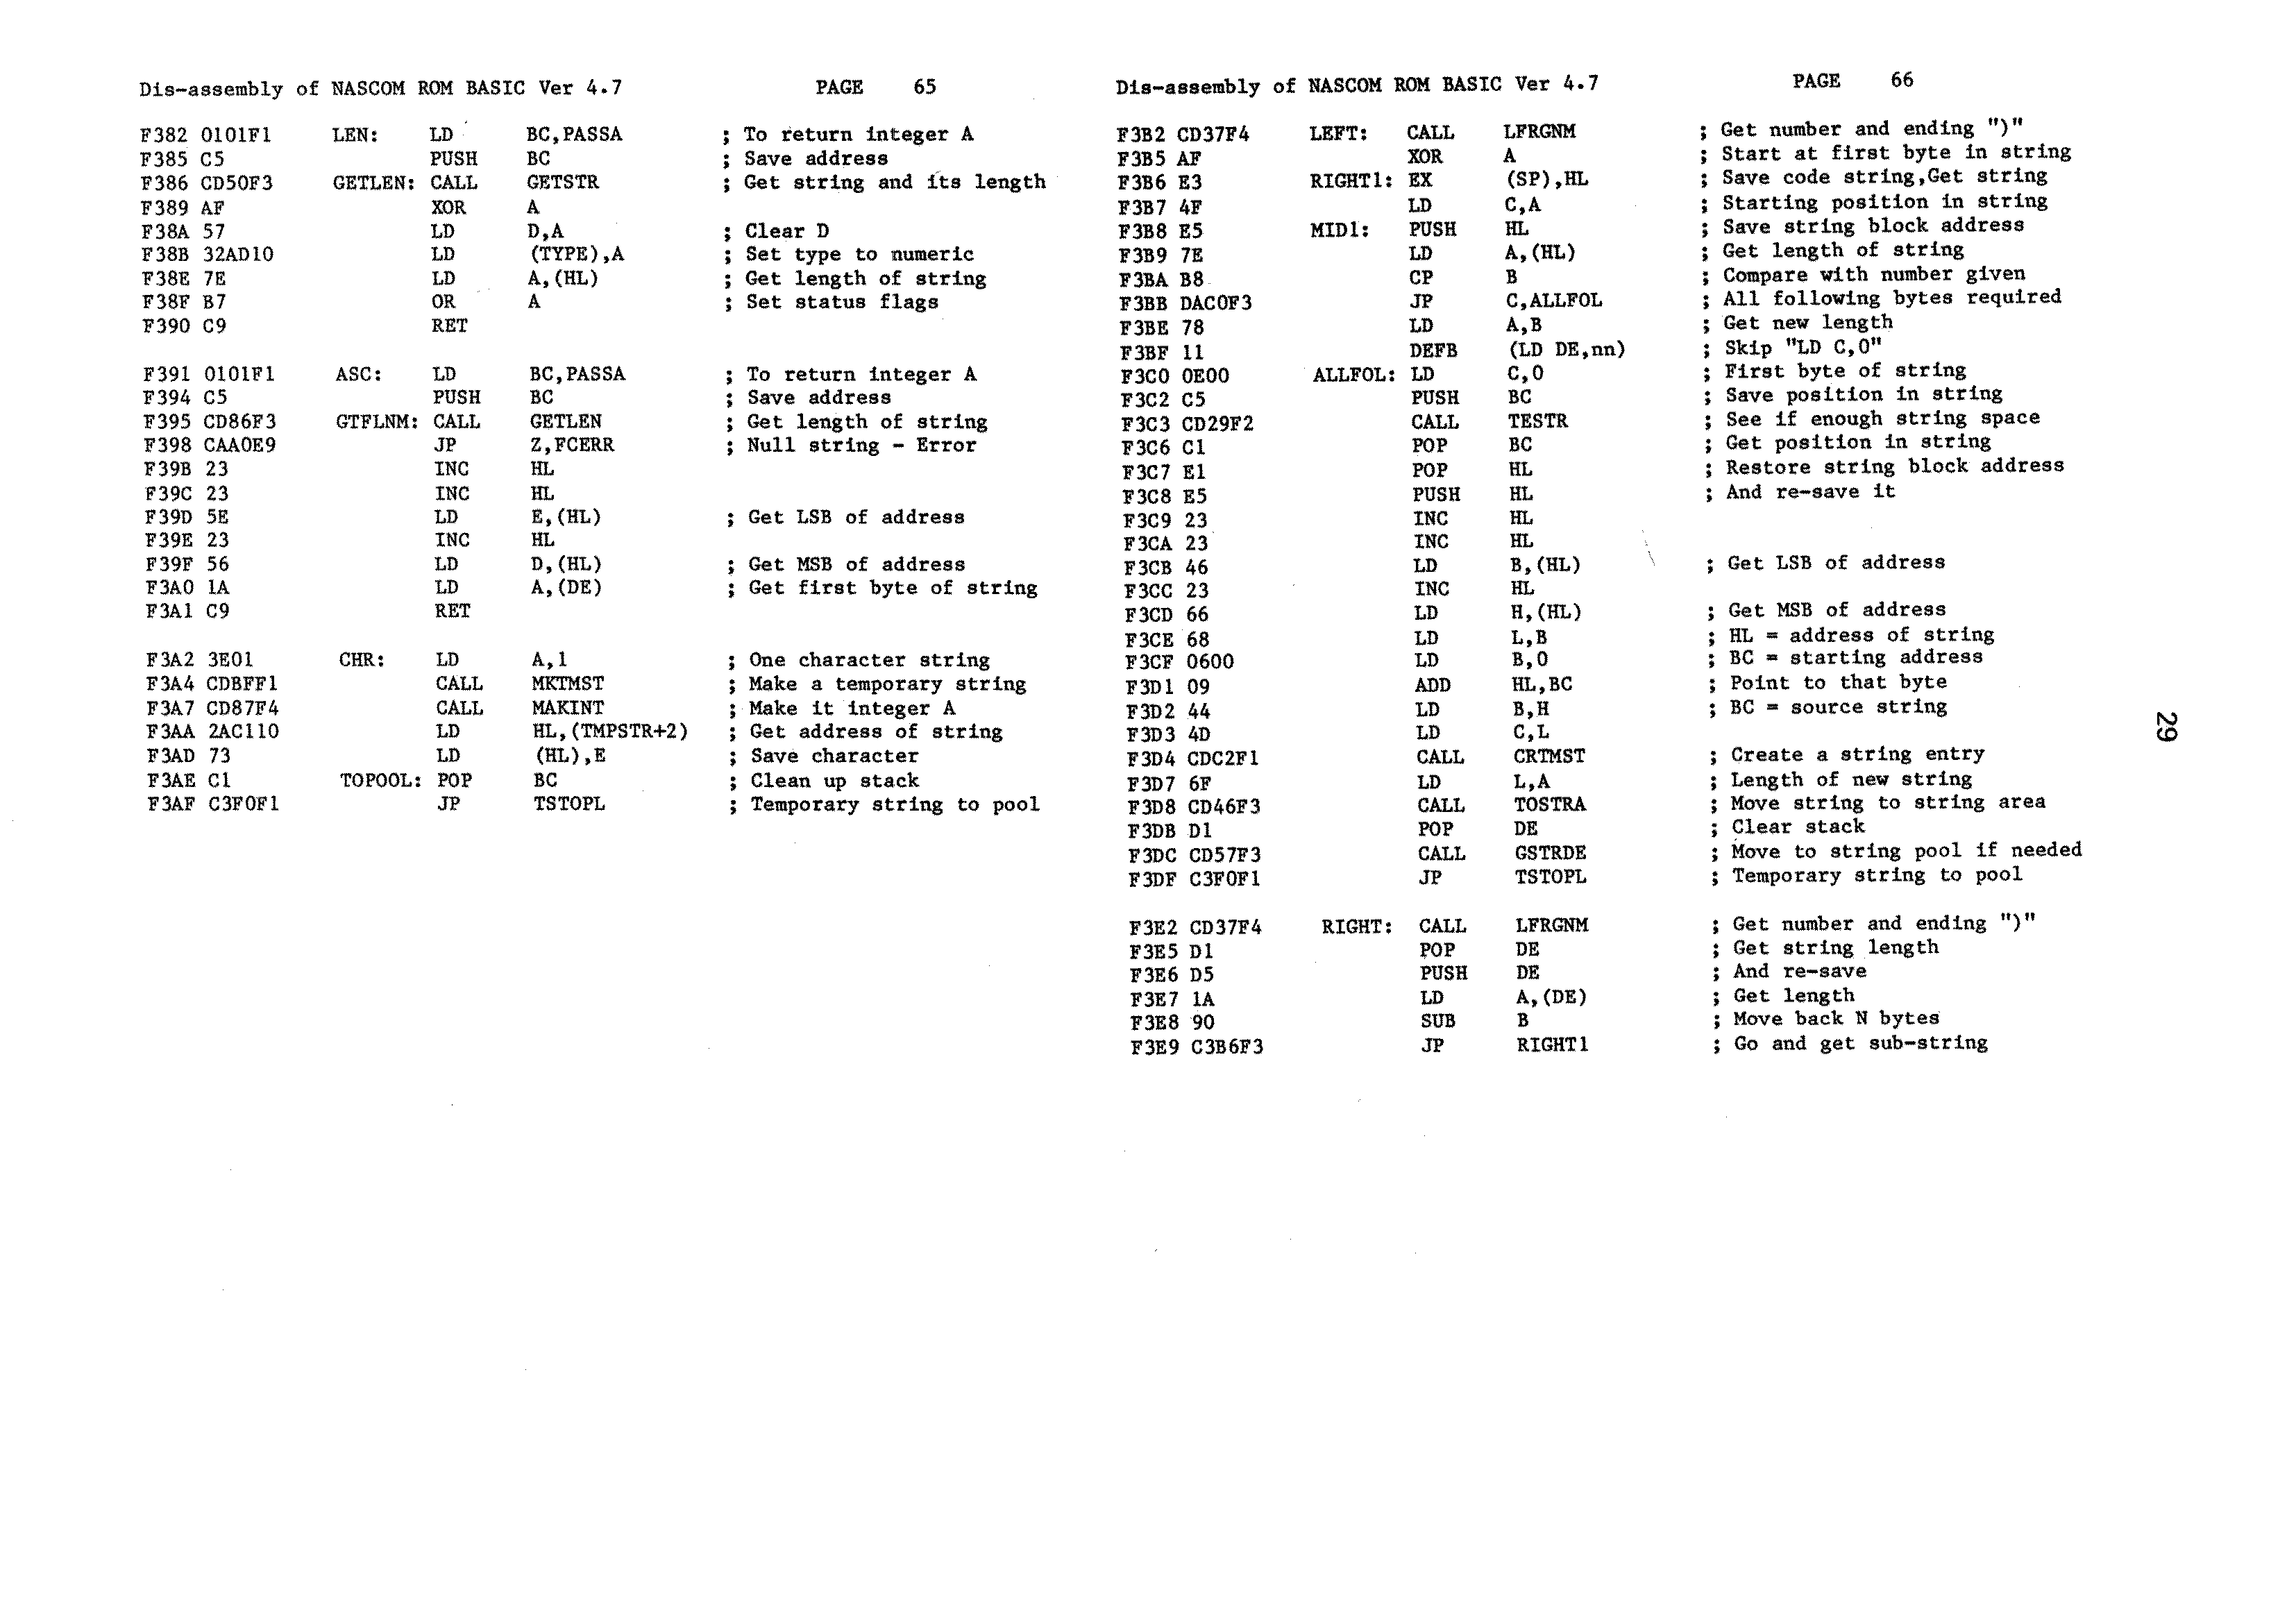 Dis-assembly of NASCOM ROM BASIC Ver 4.7 PAGE 65
F382 0101F1 LEN: LD BC,PASSA ; To return integer A
F385 C5 PUSH BC ; Save address
F386 CD50F3 GETLEN: CALL GETSTR ; Get string and its length
F389 AF XOR A
F38A 57 LD D,A ; Clear D
F38B 32AD10 LD (TYPE),A ; Set type to numeric
F38E 7E LD A,(HL) ; Get length of string
F38F B7 OR A ; Set status flags
F390 C9 RET
F391 0101F1 ASC: LD BC,PASSA ; To return integer A
F394 C5 PUSH BC ; Save address
F395 CD86F3 GTFLNM: CALL GETLEN ; Get length of string
F398 CAA0E9 JP Z,FCERR ; Null string - Error
F39B 23 INC HL
F39C 23 INC HL
F39D 5E LD E,(HL) ; Get LSB of address
F39E 23 INC HL
F39F 56 LD D,(HL) ; Get MSB of address
F3A0 1A LD A,(DE) ; Get first byte of string
F3A1 C9 RET
F3A2 3E01 CHR: LD A,1 ; One character string
F3A4 CDBFF1 CALL MKTMST ; Make a temporary string
F3A7 CD87F4 CALL MAKINT ; Make it integer A
F3AA 2AC110 LD HL,(TMPSTR+2) ; Get address of string
F3AD 73 LD (HL),E ; Save character
F3AE C1 TOPOOL: POP BC ; Clean up stack
F3AF C3F0F1 JP TSTOPL ; Temporary string to pool
Dis-assembly of NASCOM ROM BASIC Ver 4.7 PAGE 66
F3B2 CD37F4 LEFT: CALL LFRGNM ; Get number and ending ")"
F3B5 AF XOR A ; Start at first byte in string
F3B6 E3 RIGHT1: EX (SP),HL ; Save code string,Get string
F3B7 4F LD C,A ; Starting position in string
F3B8 E5 MID1: PUSH HL ; Save string block address
F3B9 7E LD A,(HL) ; Get length of string
F3BA B8 CP B ; Compare with number given
F3BB DAC0F3 JP C,ALLFOL ; All following bytes required
F3BE 78 LD A,B ; Get new length
F3BF 11 DEFB (LD DE,nn) ; Skip "LD C,0"
F3C0 0E00 ALLFOL: LD C,0 ; First byte of string
F3C2 C5 PUSH BC ; Save position in string
F3C3 CD29F2 CALL TESTR ; See if enough string space
F3C6 C1 POP BC ; Get position in string
F3C7 E1 POP HL ; Restore string block address
F3C8 E5 PUSH HL ; And re-save it
F3C9 23 INC HL
F3CA 23 INC HL
F3CB 46 LD B,(HL) ; Get LSB of address
F3CC 23 INC HL
F3CD 66 LD H,(HL) ; Get MSB of address
F3CE 68 LD L,B ; HL = address of string
F3CF 0600 LD B,0 ; BC = starting address
F3D1 09 ADD HL,BC ; Point to that byte
F3D2 44 LD B,H ; BC = source string
F3D3 4D LD C,L
F3D4 CDC2F1 CALL CRTMST ; Create a string entry
F3D7 6F LD L,A ; Length of new string
F3D8 CD46F3 CALL TOSTRA ; Move string to string area
F3DB D1 POP DE ; Clear stack
F3DC CD57F3 CALL GSTRDE ; Move to string pool if needed
F3DF C3F0F1 JP TSTOPL ; Temporary string to pool
F3E2 CD37F4 RIGHT: CALL LFRGNM ; Get number and ending ")"
F3E5 D1 POP DE ; Get string length
F3E6 D5 PUSH DE ; And re-save
F3E7 1A LD A,(DE) ; Get length
F3E8 90 SUB B ; Move back N bytes
F3E9 C3B6F3 JP RIGHT1 ; Go and get sub-string
29